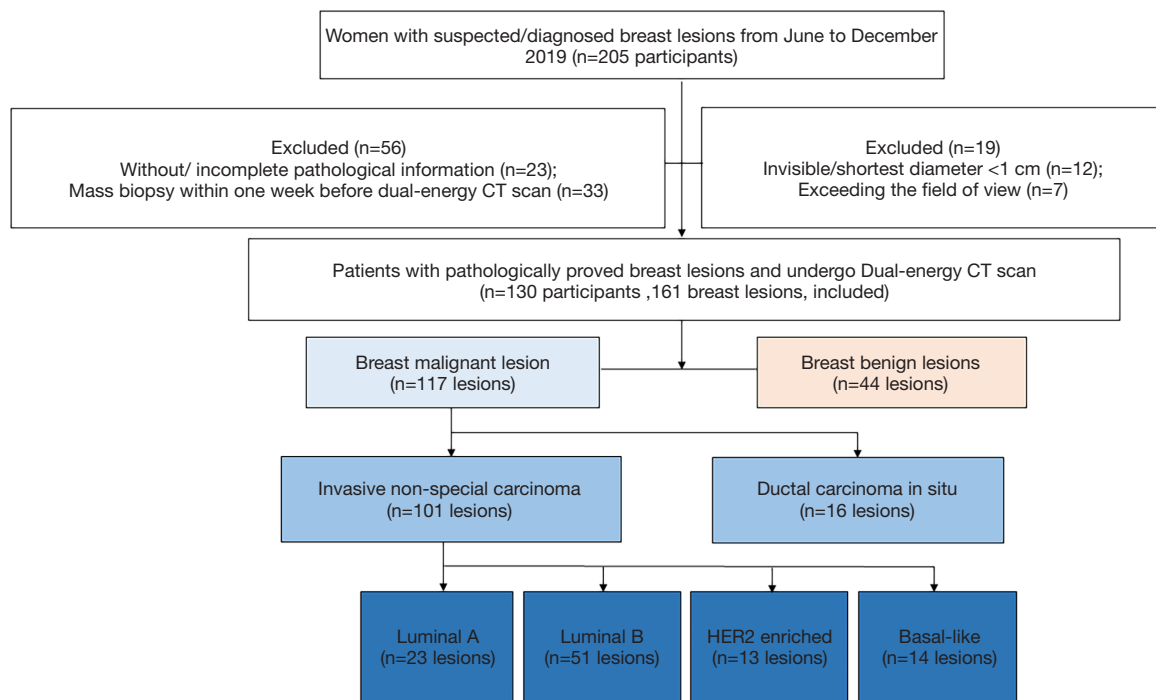 Women with suspected/diagnosed breast lesions from June to December
2019 (n=205 participants)
Excluded (n=56)
Without/ incomplete pathological information (n=23);
Mass biopsy within one week before dual-energy CT scan (n=33)
Excluded (n=19)
Invisible/shortest diameter <1 cm (n=12);
Exceeding the field of view (n=7)
Patients with pathologically proved breast lesions and undergo Dual-energy CT scan
(n=130 participants ,161 breast lesions, included)
Breast malignant lesion
(n=117 lesions)
Breast benign lesions
(n=44 lesions)
Invasive non-special carcinoma
(n=101 lesions)
Ductal carcinoma in situ
(n=16 lesions)
Luminal A
(n=23 lesions)
Luminal B
(n=51 lesions)
HER2 enriched
(n=13 lesions)
Basal-like
(n=14 lesions)